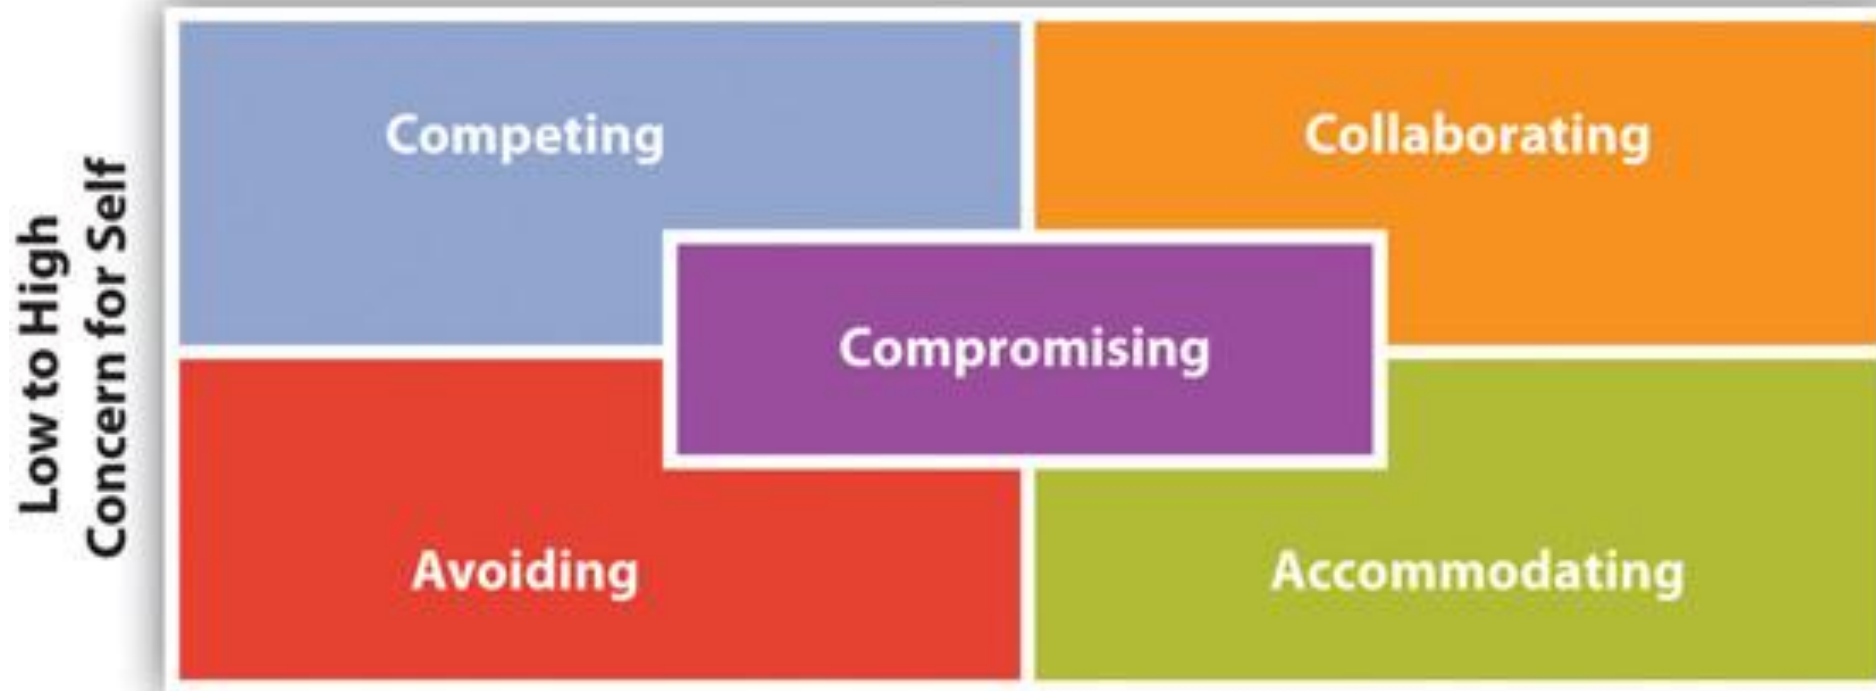 Low to High
Concern for Self
Competing
Collaborating
Compromising
Avoiding
Accommodating